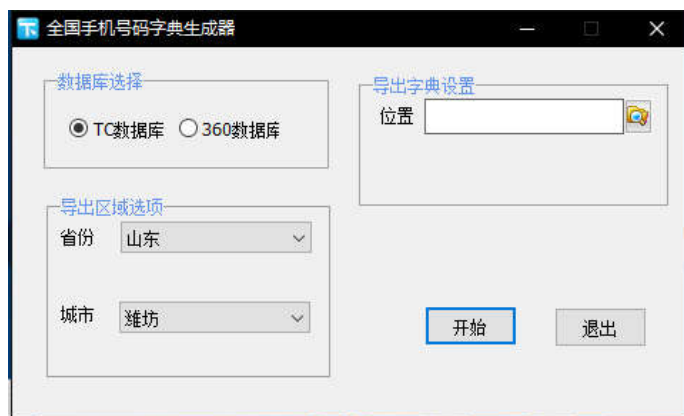 全国手机号码字典生成器
数据库选择
TC数据库 360数据库
导出字典设置
位置
导出区域选项
省份 山东
城市 潍坊
开始 退出